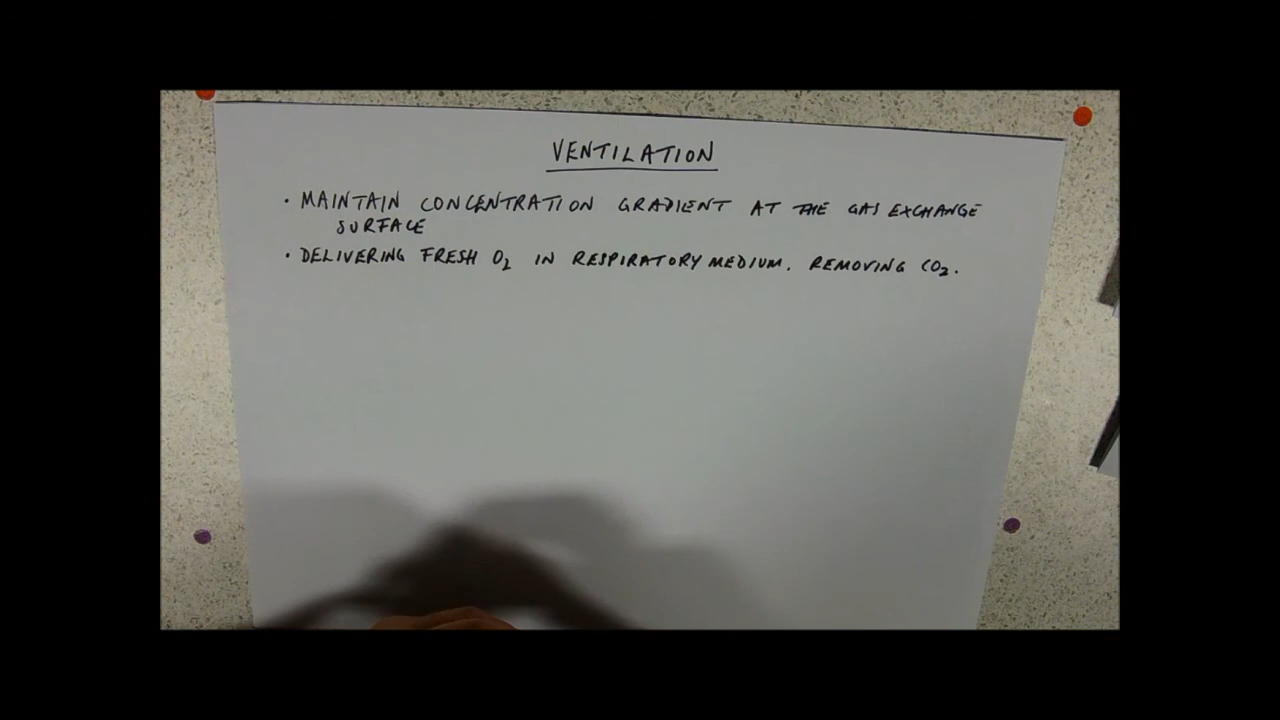 VENTILATION
· MAINTAIN CONCENTRATION GRADIENT AT THE GAS EXCHANGE
SURFACE
· DELIVERING FRESH O₂ IN RESPIRATORY MEDIUM. REMOVING CO₂.